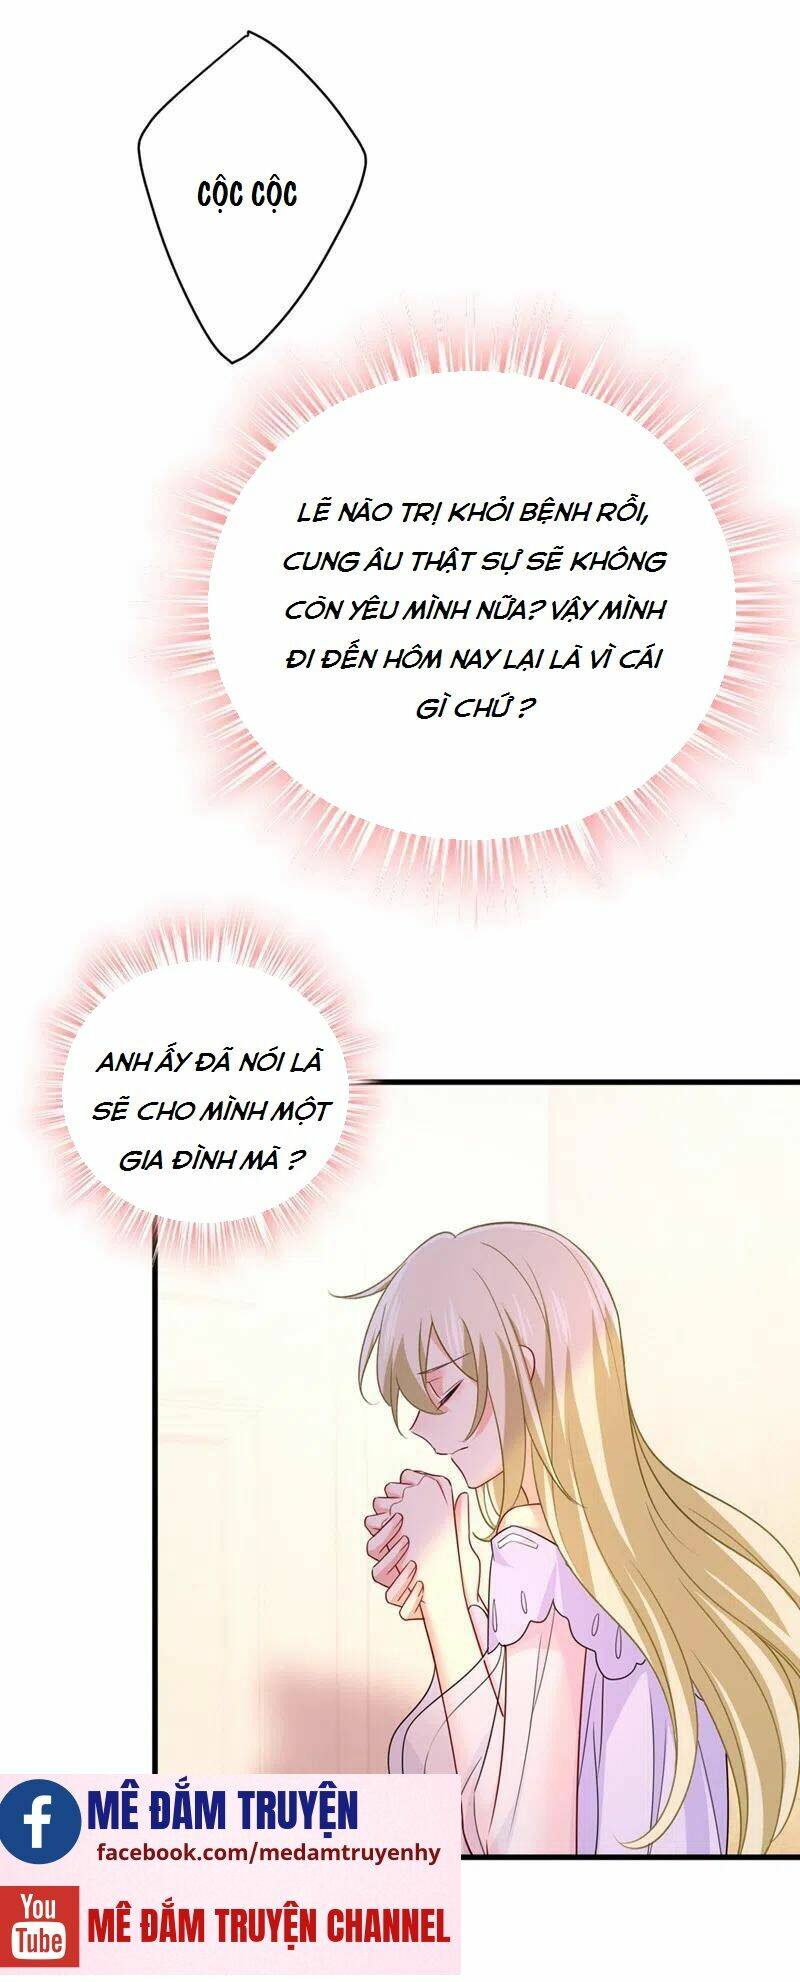 CỘC CỘC
LẼ NÀO TRỊ KHỎI BỆNH RỒI,
CUNG ÂU THẬT SỰ SẼ KHÔNG
CÒN YÊU MÌNH NỮA? VẬY MÌNH
ĐI ĐẾN HÔM NAY LẠI LÀ VÌ CÁI
GÌ CHỨ ?
ANH ẤY ĐÃ NÓI LÀ
SẼ CHO MÌNH MỘT
GIA ĐÌNH MÃ ?
f MÊ ĐẮM TRUYỆN
facebook.com/medamtruyenhy
You
Tube
MÊ ĐẮM TRUYỆN CHANNEL